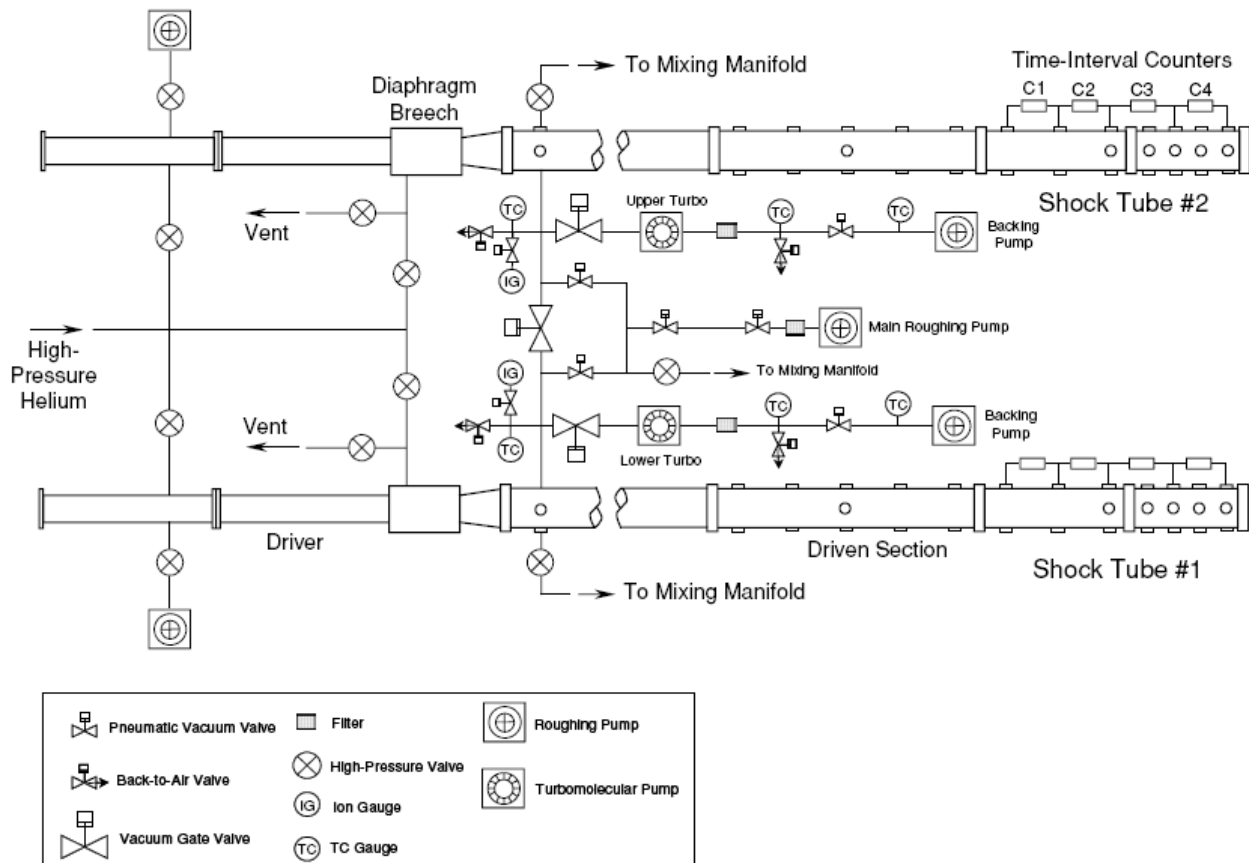 To Mixing Manifold
Time-Interval Counters
C1 C2 C3 C4
Diaphragm
Breech
Shock Tube #2
Vent
TC
Upper Turbo
TC
TC
Backing
Pump
IG
High-
Pressure
Helium
Main Roughing Pump
IG
To Mixing Manifold
Vent
TC
TC
TC
Backing
Pump
Lower Turbo
Driver
Driven Section
Shock Tube #1
To Mixing Manifold
Pneumatic Vacuum Valve
Filter
Roughing Pump
Back-to-Air Valve
High-Pressure Valve
IG Ion Gauge
Turbomolecular Pump
Vacuum Gate Valve
TC TC Gauge